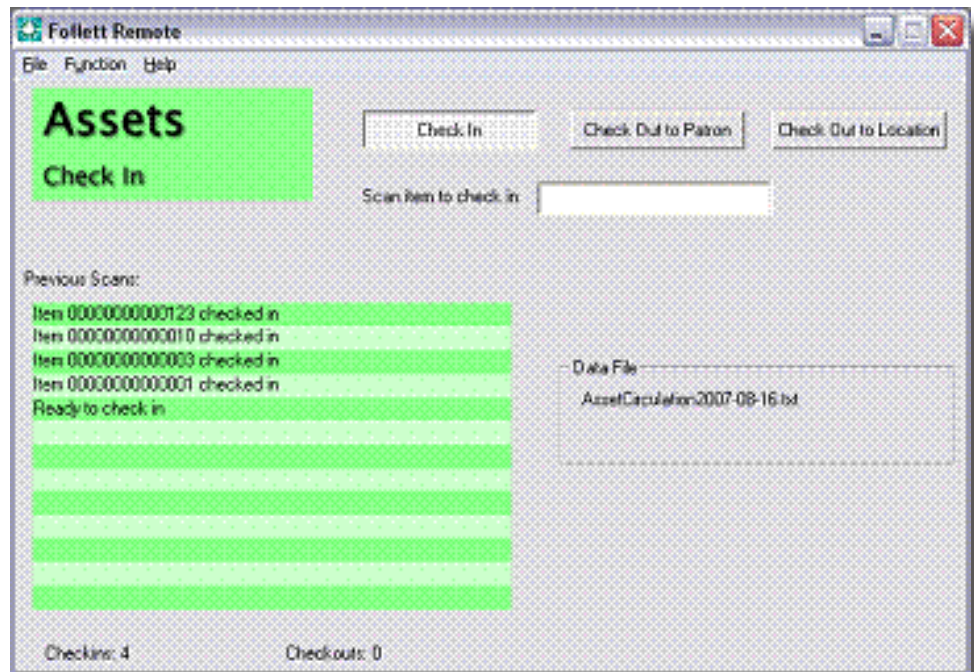 Follett Remote
File Function Help
Assets
Check In
Check In
Check Out to Patron
Check Out to Location
Scan item to check in:
Previous Scans:
Item 00000000000123 checked in
Item 00000000000010 checked in
Item 00000000000003 checked in
Item 00000000000001 checked in
Ready to check in
Data File
AssetCirculation2007-08-16.txt
Checkins: 4
Checkouts: 0